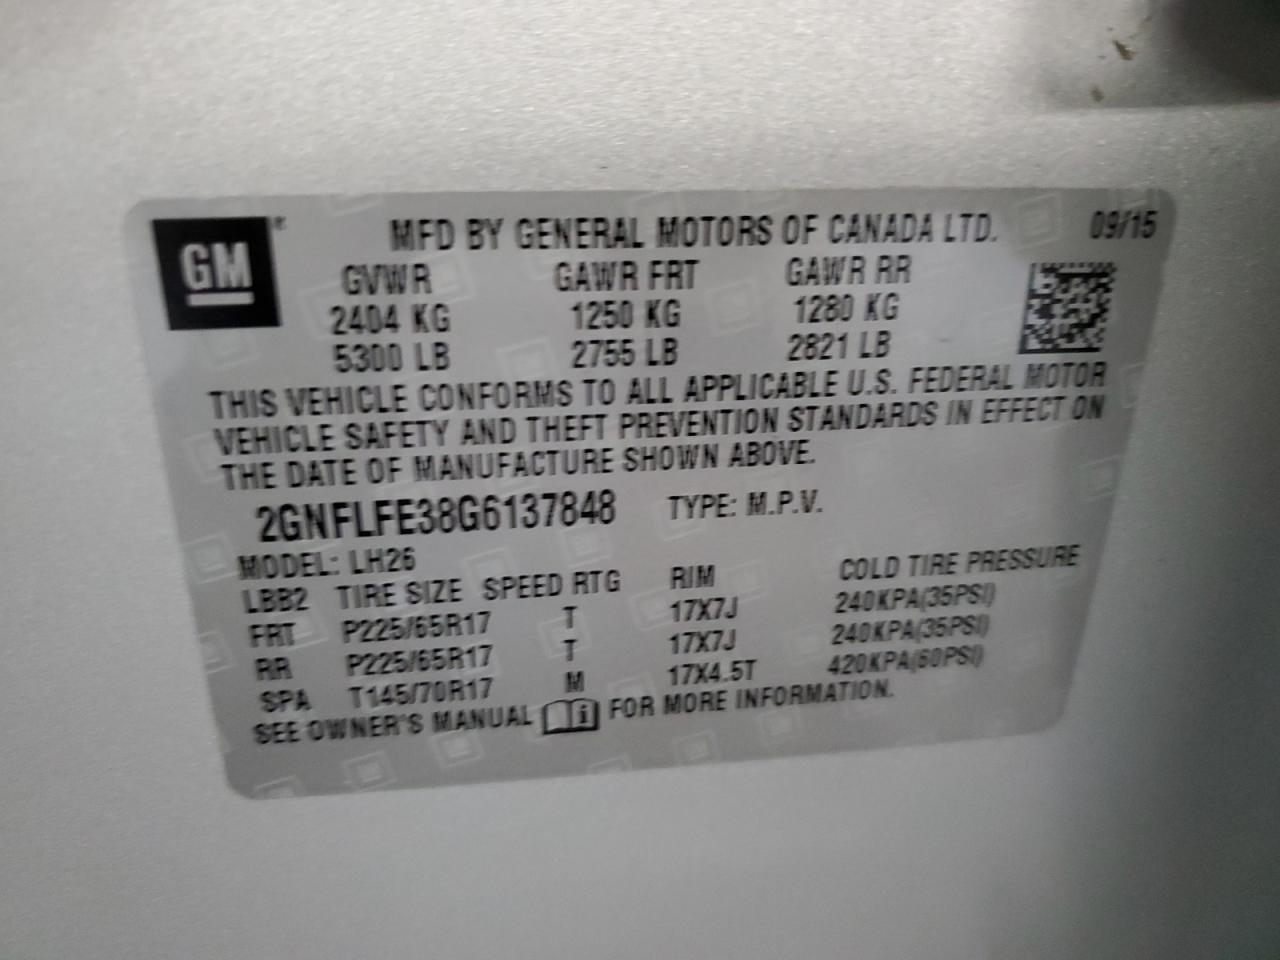 GM®
MFD BY GENERAL MOTORS OF CANADA LTD. 09/15
GVWR GAWR FRT GAWR RR
2404 KG 1250 KG 1280 KG
5300 LB 2755 LB 2821 LB
THIS VEHICLE CONFORMS TO ALL APPLICABLE U.S. FEDERAL MOTOR
VEHICLE SAFETY AND THEFT PREVENTION STANDARDS IN EFFECT ON
THE DATE OF MANUFACTURE SHOWN ABOVE.
2GNFLFE38G6137848 TYPE: M.P.V.
MODEL: LH26
LBB2 TIRE SIZE SPEED RTG RIM COLD TIRE PRESSURE
FRT P225/65R17 T 17X7J 240KPA(35PSI)
RR P225/65R17 T 17X7J 240KPA(35PSI)
SPA T145/70R17 M 17X4.5T 420KPA(60PSI)
SEE OWNER'S MANUAL i FOR MORE INFORMATION.